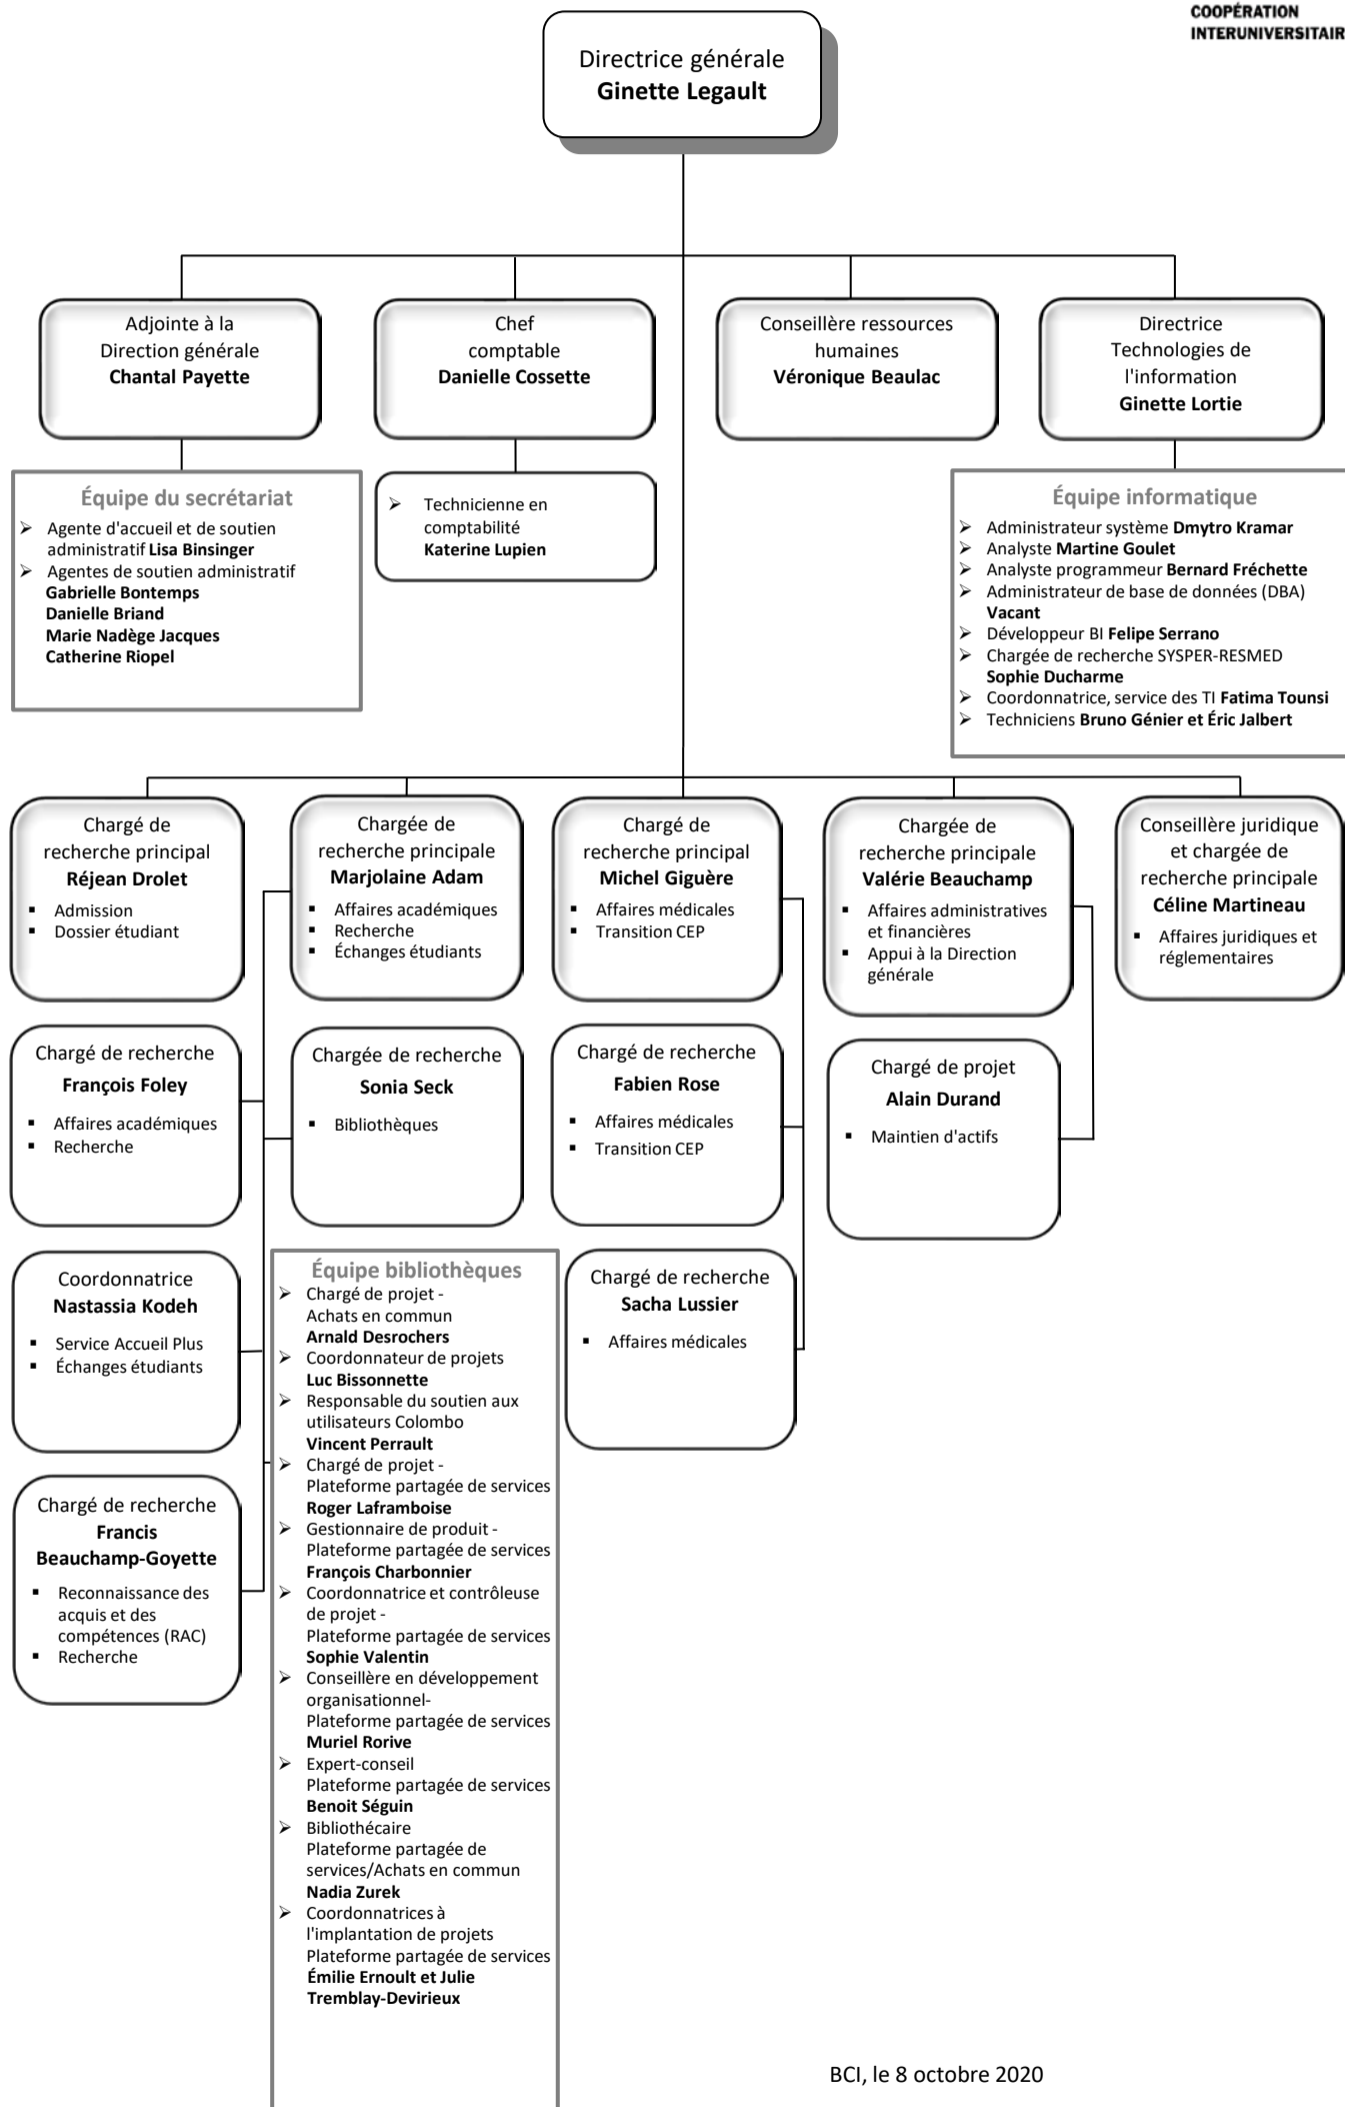 COOPÉRATION
INTERUNIVERSITAIR
Directrice générale
Ginette Legault
Adjointe à la
Direction générale
Chantal Payette
Chef
comptable
Danielle Cossette
Conseillère ressources
humaines
Véronique Beaulac
Directrice
Technologies de
l'information
Ginette Lortie
Équipe du secrétariat
➢ Agente d'accueil et de soutien
administratif Lisa Binsinger
➢ Agentes de soutien administratif
Gabrielle Bontemps
Danielle Briand
Marie Nadège Jacques
Catherine Riopel
➢ Technicienne en
comptabilité
Katerine Lupien
Équipe informatique
➢ Administrateur système Dmytro Kramar
➢ Analyste Martine Goulet
➢ Analyste programmeur Bernard Fréchette
➢ Administrateur de base de données (DBA)
Vacant
➢ Développeur BI Felipe Serrano
➢ Chargée de recherche SYSPER-RESMED
Sophie Ducharme
➢ Coordonnatrice, service des TI Fatima Tounsi
➢ Techniciens Bruno Génier et Éric Jalbert
Chargé de
recherche principal
Réjean Drolet
▪ Admission
▪ Dossier étudiant
Chargée de
recherche principale
Marjolaine Adam
▪ Affaires académiques
▪ Recherche
▪ Échanges étudiants
Chargé de
recherche principal
Michel Giguère
▪ Affaires médicales
▪ Transition CEP
Chargée de
recherche principale
Valérie Beauchamp
▪ Affaires administratives
et financières
▪ Appui à la Direction
générale
Conseillère juridique
et chargée de
recherche principale
Céline Martineau
▪ Affaires juridiques et
réglementaires
Chargé de recherche
François Foley
▪ Affaires académiques
▪ Recherche
Chargée de recherche
Sonia Seck
▪ Bibliothèques
Chargé de recherche
Fabien Rose
▪ Affaires médicales
▪ Transition CEP
Chargé de projet
Alain Durand
▪ Maintien d'actifs
Coordonnatrice
Nastassia Kodeh
▪ Service Accueil Plus
▪ Échanges étudiants
Chargé de recherche
Francis
Beauchamp-Goyette
▪ Reconnaissance des
acquis et des
compétences (RAC)
▪ Recherche
Équipe bibliothèques
➢ Chargé de projet -
Achats en commun
Arnald Desrochers
➢ Coordonnateur de projets
Luc Bissonnette
➢ Responsable du soutien aux
utilisateurs Colombo
Vincent Perrault
➢ Chargé de projet -
Plateforme partagée de services
Roger Laframboise
➢ Gestionnaire de produit -
Plateforme partagée de services
François Charbonnier
➢ Coordonnatrice et contrôleuse
de projet -
Plateforme partagée de services
Sophie Valentin
➢ Conseillère en développement
organisationnel-
Plateforme partagée de services
Muriel Rorive
➢ Expert-conseil
Plateforme partagée de services
Benoit Séguin
➢ Bibliothécaire
Plateforme partagée de
services/Achats en commun
Nadia Zurek
➢ Coordonnatrices à
l'implantation de projets
Plateforme partagée de services
Émilie Ernoult et Julie
Tremblay-Devirieux
Chargé de recherche
Sacha Lussier
▪ Affaires médicales
BCI, le 8 octobre 2020